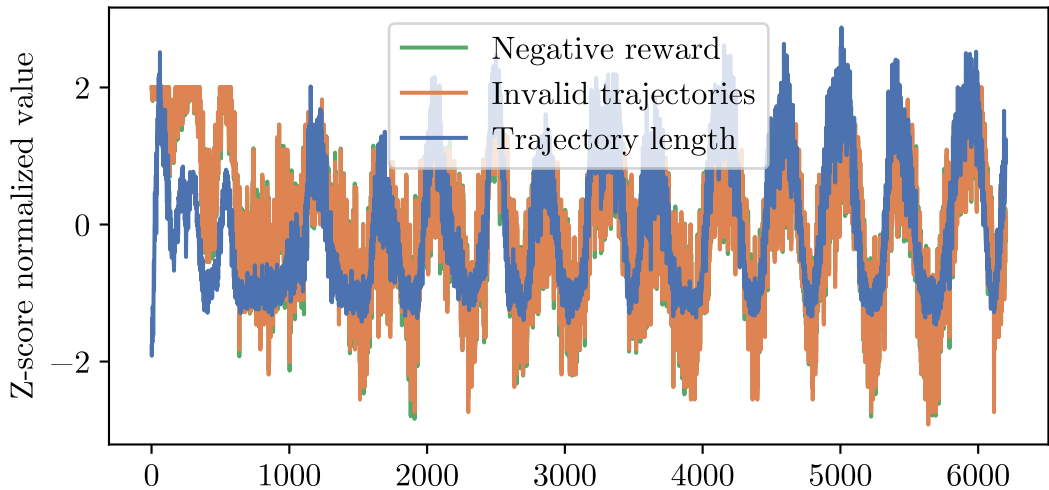 Z-score normalized value
2
0
−2
Negative reward
Invalid trajectories
Trajectory length
0 1000 2000 3000 4000 5000 6000